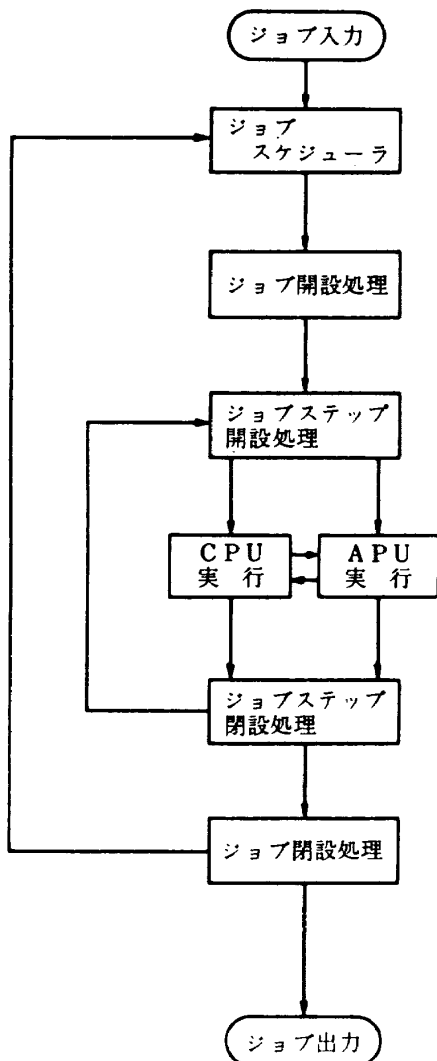 ジョブ入力
ジョブ
スケジューラ
ジョブ開設処理
ジョブステップ
開設処理
CPU
実 行
APU
実 行
ジョブステップ
閉設処理
ジョブ閉設処理
ジョブ出力